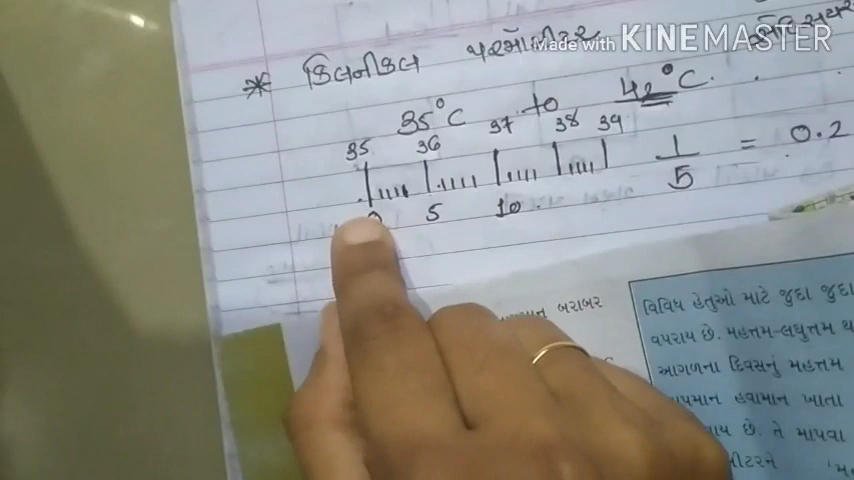 Made with KINEMASTER
* ક્લિનીકલ થરમૉમીટર
35°C to 42°C.
35 36 37 38 39
1/5 = 0.2
0 5 10
બરાબર
વિવિધ હેતુઓ માટે જુદા જુદા
વપરાય છે. મહત્તમ-લઘુત્તમ થ
આગળના દિવસનું મહત્તમ
હવામાન ખાતા
છે. તે માપવા